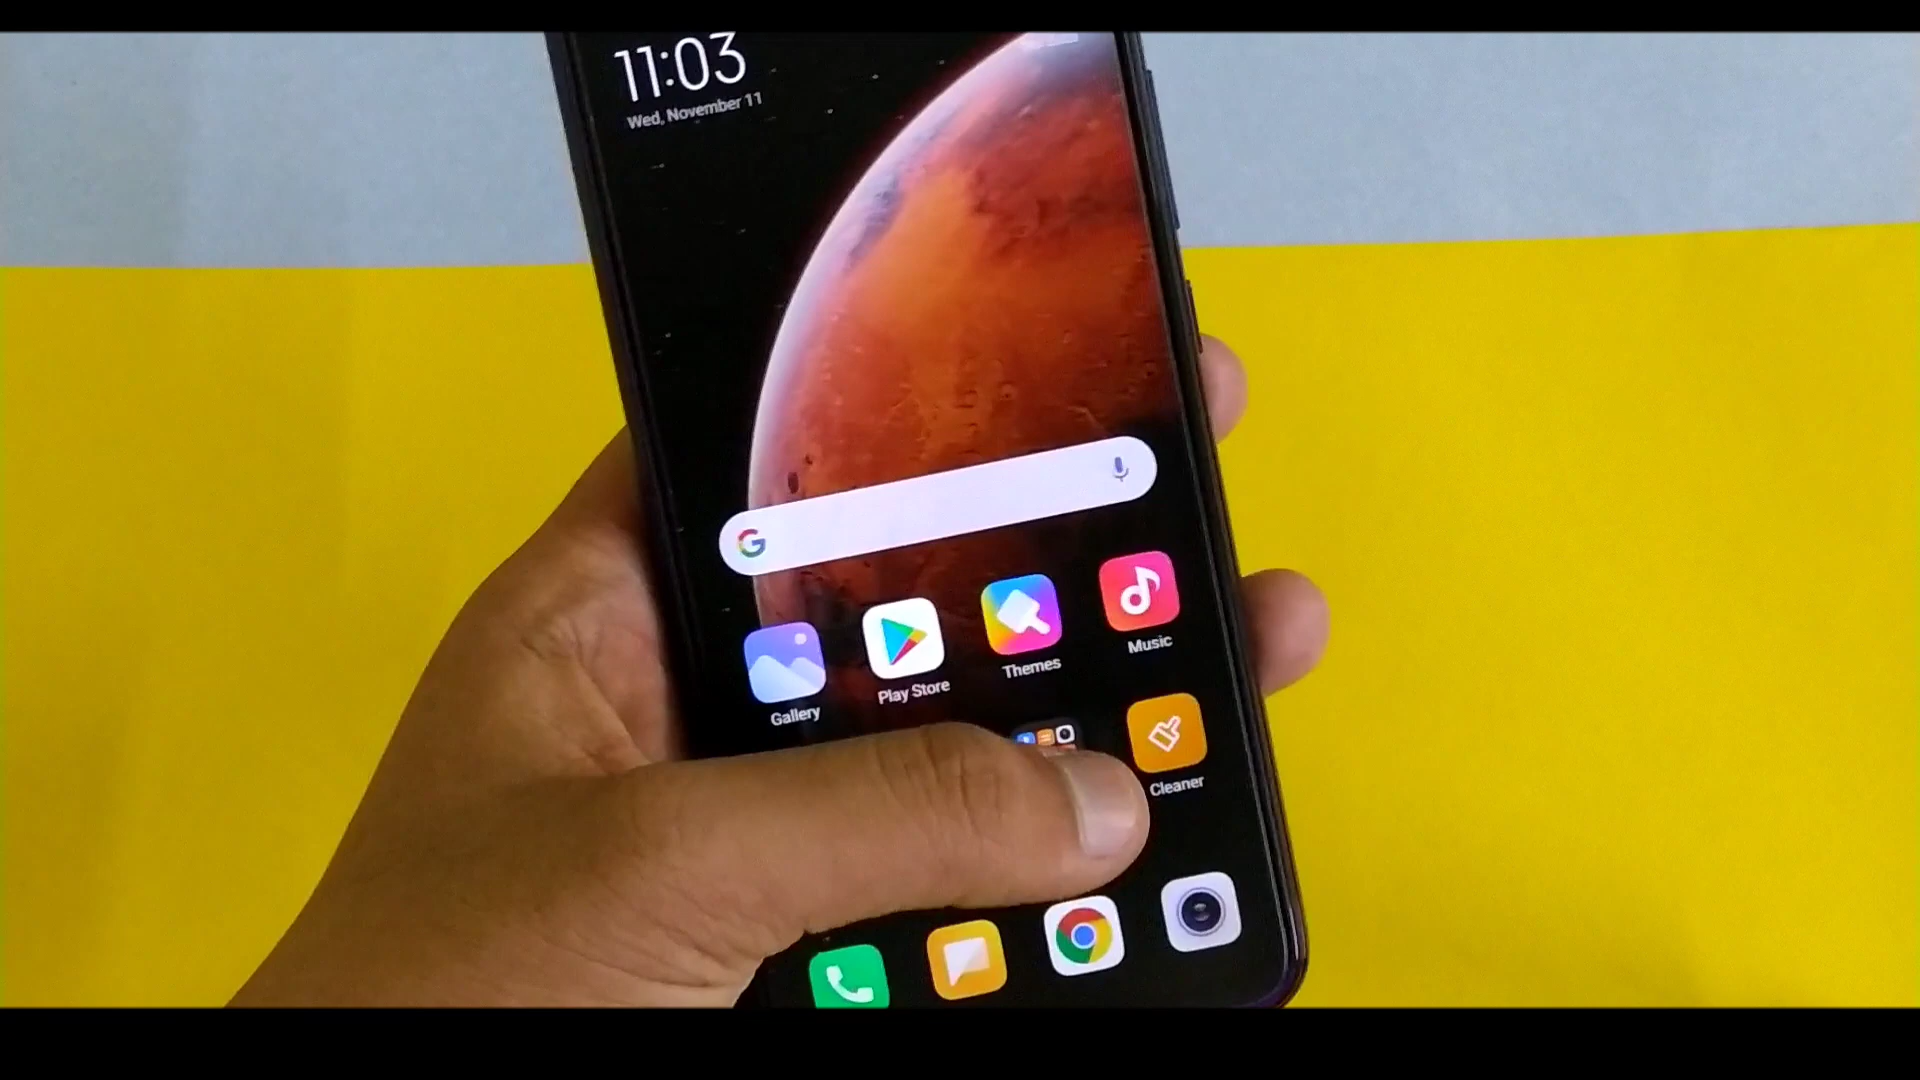 11:03
Wed, November 11
G
Gallery
Play Store
Themes
Music
Cleaner